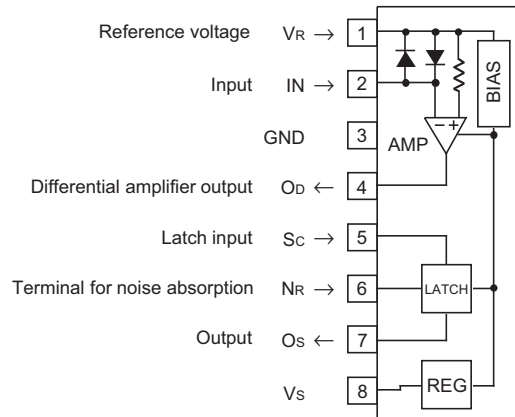 Reference voltage VR → 1
Input IN → 2
GND 3
Differential amplifier output OD ← 4
Latch input SC → 5
Terminal for noise absorption NR → 6
Output OS ← 7
VS 8
BIAS
− +
AMP
LATCH
REG